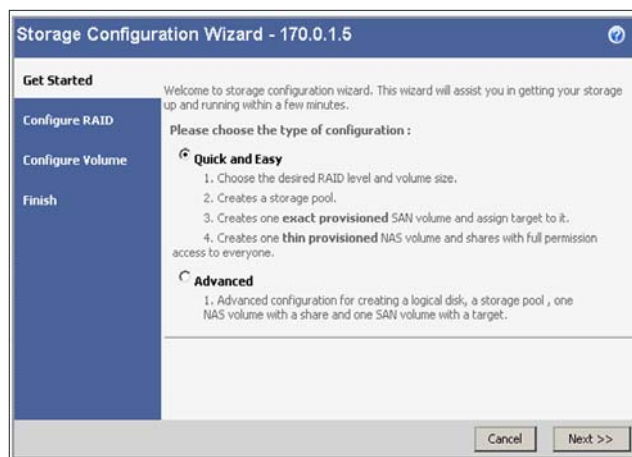 Storage Configuration Wizard - 170.0.1.5
?
Get Started
Configure RAID
Configure Volume
Finish
Welcome to storage configuration wizard. This wizard will assist you in getting your storage
up and running within a few minutes.
Please choose the type of configuration :
Quick and Easy
1. Choose the desired RAID level and volume size.
2. Creates a storage pool.
3. Creates one exact provisioned SAN volume and assign target to it.
4. Creates one thin provisioned NAS volume and shares with full permission
access to everyone.
Advanced
1. Advanced configuration for creating a logical disk, a storage pool , one
NAS volume with a share and one SAN volume with a target.
Cancel
Next >>